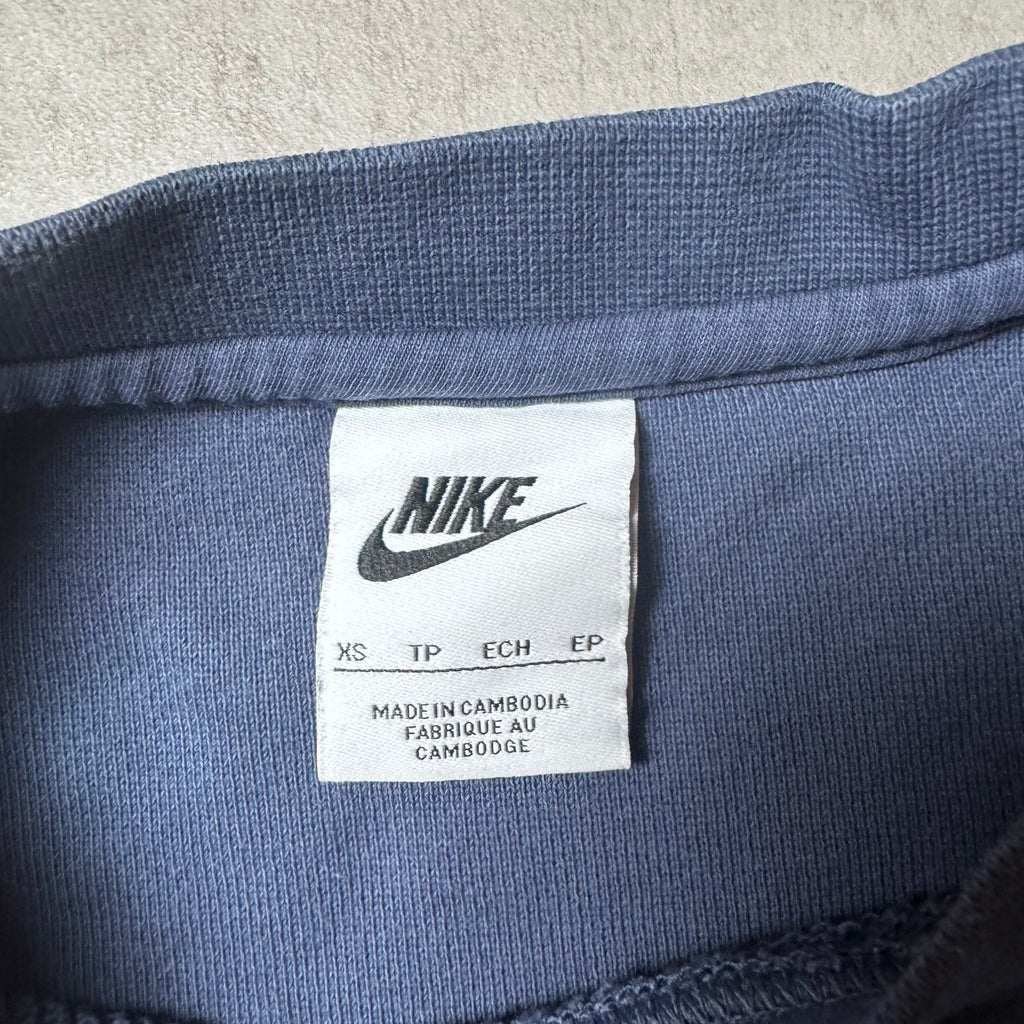 NIKE
XS TP ECH EP
MADE IN CAMBODIA
FABRIQUE AU
CAMBODGE